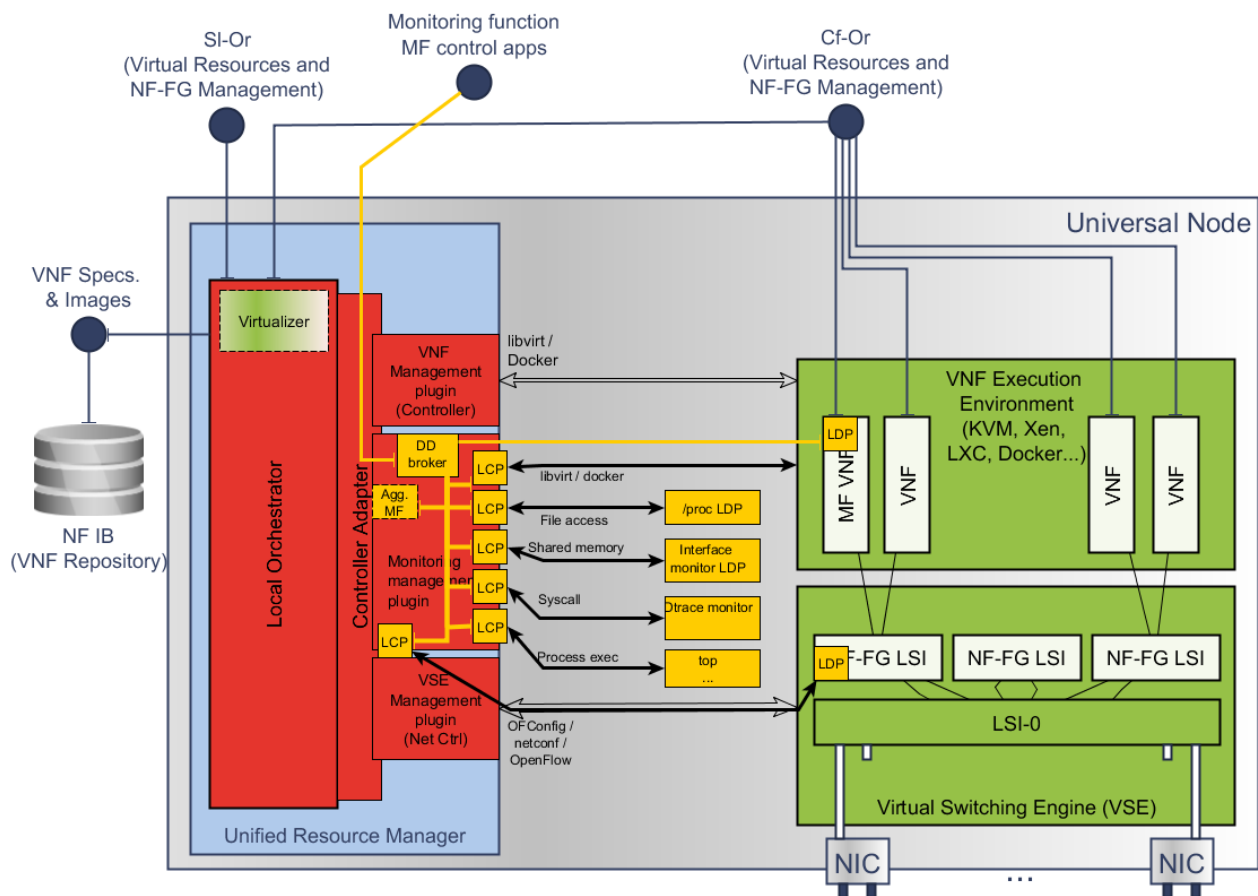 Monitoring function
MF control apps
Sl-Or
(Virtual Resources and
NF-FG Management)
Cf-Or
(Virtual Resources and
NF-FG Management)
Universal Node
VNF Specs.
& Images
NF IB
(VNF Repository)
Virtualizer
Local Orchestrator
Controller Adapter
VNF
Management
plugin
(Controller)
libvirt /
Docker
DD
broker
LCP
libvirt / docker
Agg.
MF
LCP
File access
/proc LDP
LCP
Shared memory
Interface
monitor LDP
Monitoring
management
plugin
LCP
Syscall
Dtrace monitor
LCP
LCP
Process exec
top
...
VSE
Management
plugin
(Net Ctrl)
OFConfig /
netconf /
OpenFlow
Unified Resource Manager
VNF Execution
Environment
(KVM, Xen,
LXC, Docker...)
LDP
MF VNF
VNF
VNF
VNF
LDP
NF-FG LSI
NF-FG LSI
NF-FG LSI
LSI-0
Virtual Switching Engine (VSE)
NIC
...
NIC